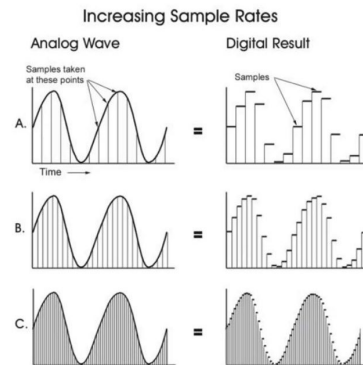 Increasing Sample Rates
Analog Wave
Digital Result
Samples taken
at these points
Samples
A.
=
Time
B.
=
C.
=